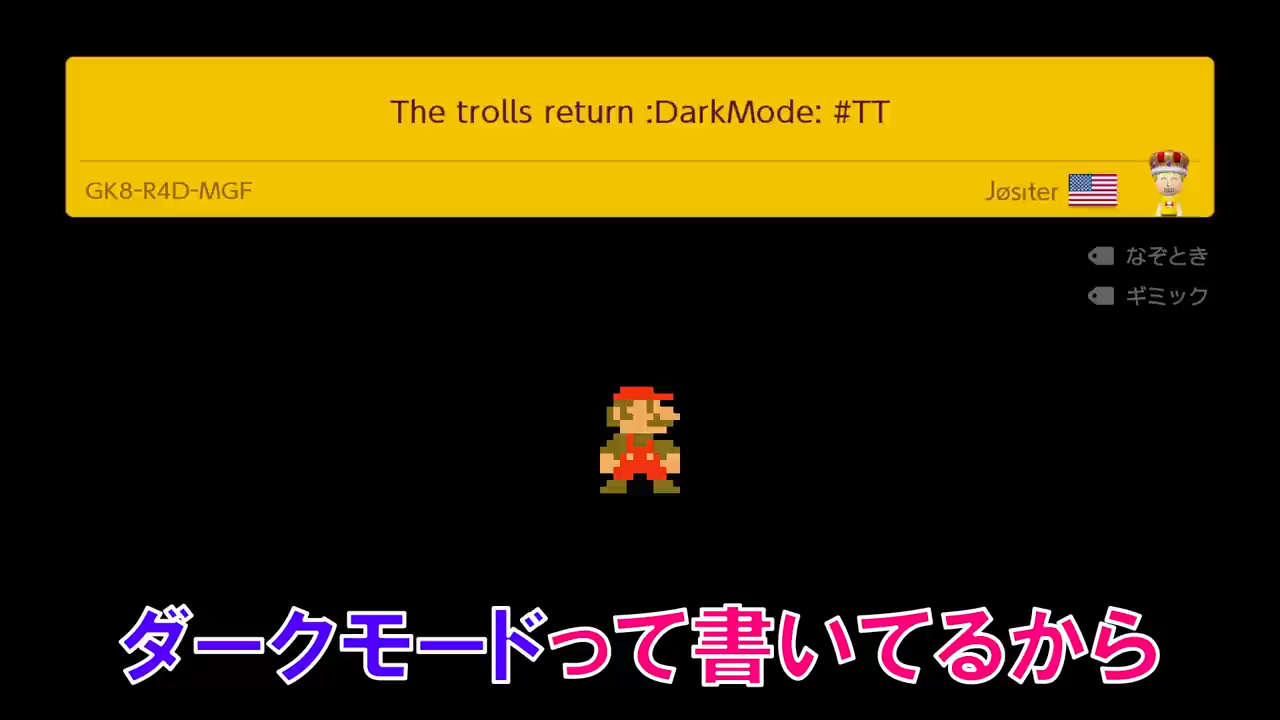 The trolls return :DarkMode: #TT
GK8-R4D-MGF
Jøsıter
なぞとき
ギミック
ダークモードって書いてるから